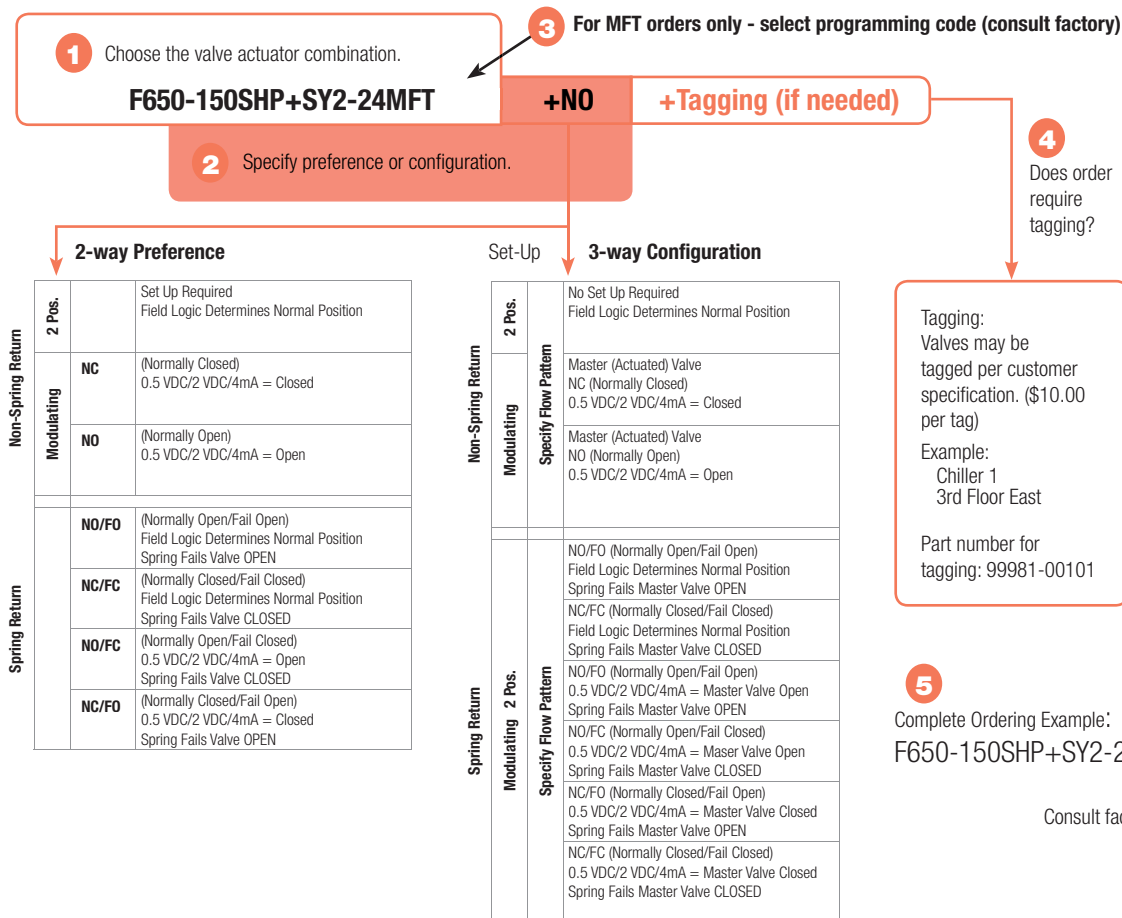 3 For MFT orders only - select programming code (consult factory)
1 Choose the valve actuator combination.
F650-150SHP+SY2-24MFT +NO +Tagging (if needed)
2 Specify preference or configuration.
4
Does order
require
tagging?
2-way Preference
Non-Spring Return
2 Pos.
Set Up Required
Field Logic Determines Normal Position
Modulating
NC
(Normally Closed)
0.5 VDC/2 VDC/4mA = Closed
NO
(Normally Open)
0.5 VDC/2 VDC/4mA = Open
Spring Return
NO/FO
(Normally Open/Fail Open)
Field Logic Determines Normal Position
Spring Fails Valve OPEN
NC/FC
(Normally Closed/Fail Closed)
Field Logic Determines Normal Position
Spring Fails Valve CLOSED
NO/FC
(Normally Open/Fail Closed)
0.5 VDC/2 VDC/4mA = Open
Spring Fails Valve CLOSED
NC/FO
(Normally Closed/Fail Open)
0.5 VDC/2 VDC/4mA = Closed
Spring Fails Valve OPEN
Set-Up 3-way Configuration
Non-Spring Return
2 Pos.
Modulating
Specify Flow Pattern
No Set Up Required
Field Logic Determines Normal Position
Master (Actuated) Valve
NC (Normally Closed)
0.5 VDC/2 VDC/4mA = Closed
Master (Actuated) Valve
NO (Normally Open)
0.5 VDC/2 VDC/4mA = Open
Spring Return
Modulating 2 Pos.
Specify Flow Pattern
NO/FO (Normally Open/Fail Open)
Field Logic Determines Normal Position
Spring Fails Master Valve OPEN
NC/FC (Normally Closed/Fail Closed)
Field Logic Determines Normal Position
Spring Fails Master Valve CLOSED
NO/FO (Normally Open/Fail Open)
0.5 VDC/2 VDC/4mA = Master Valve Open
Spring Fails Master Valve OPEN
NO/FC (Normally Open/Fail Closed)
0.5 VDC/2 VDC/4mA = Maser Valve Open
Spring Fails Master Valve CLOSED
NC/FO (Normally Closed/Fail Open)
0.5 VDC/2 VDC/4mA = Master Valve Closed
Spring Fails Master Valve OPEN
NC/FC (Normally Closed/Fail Closed)
0.5 VDC/2 VDC/4mA = Master Valve Closed
Spring Fails Master Valve CLOSED
Tagging:
Valves may be
tagged per customer
specification. ($10.00
per tag)
Example:
Chiller 1
3rd Floor East
Part number for
tagging: 99981-00101
5
Complete Ordering Example:
F650-150SHP+SY2-2
Consult